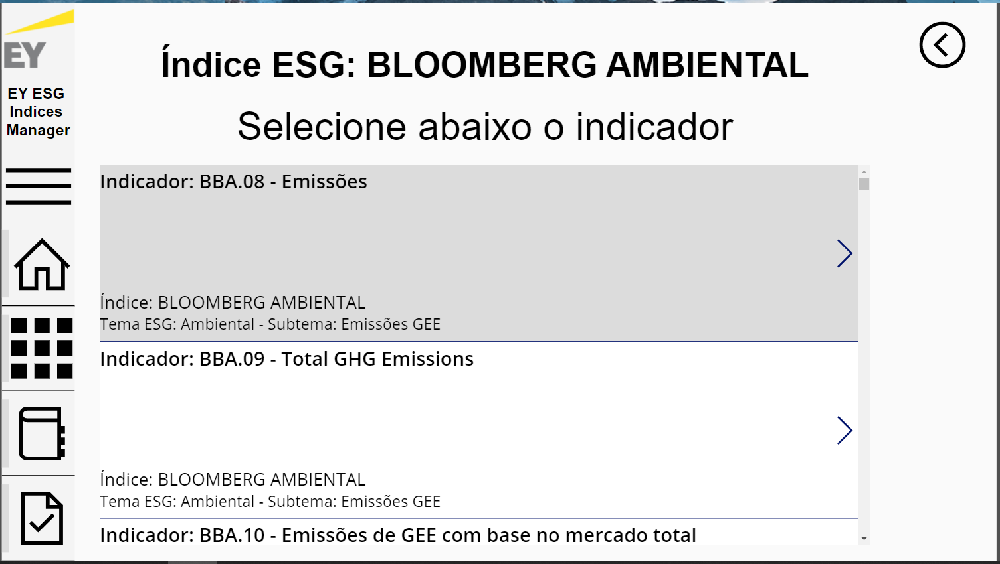 EY
EY ESG
Indices
Manager
Índice ESG: BLOOMBERG AMBIENTAL
Selecione abaixo o indicador
Indicador: BBA.08 - Emissões
Índice: BLOOMBERG AMBIENTAL
Tema ESG: Ambiental - Subtema: Emissões GEE
Indicador: BBA.09 - Total GHG Emissions
Índice: BLOOMBERG AMBIENTAL
Tema ESG: Ambiental - Subtema: Emissões GEE
Indicador: BBA.10 - Emissões de GEE com base no mercado total